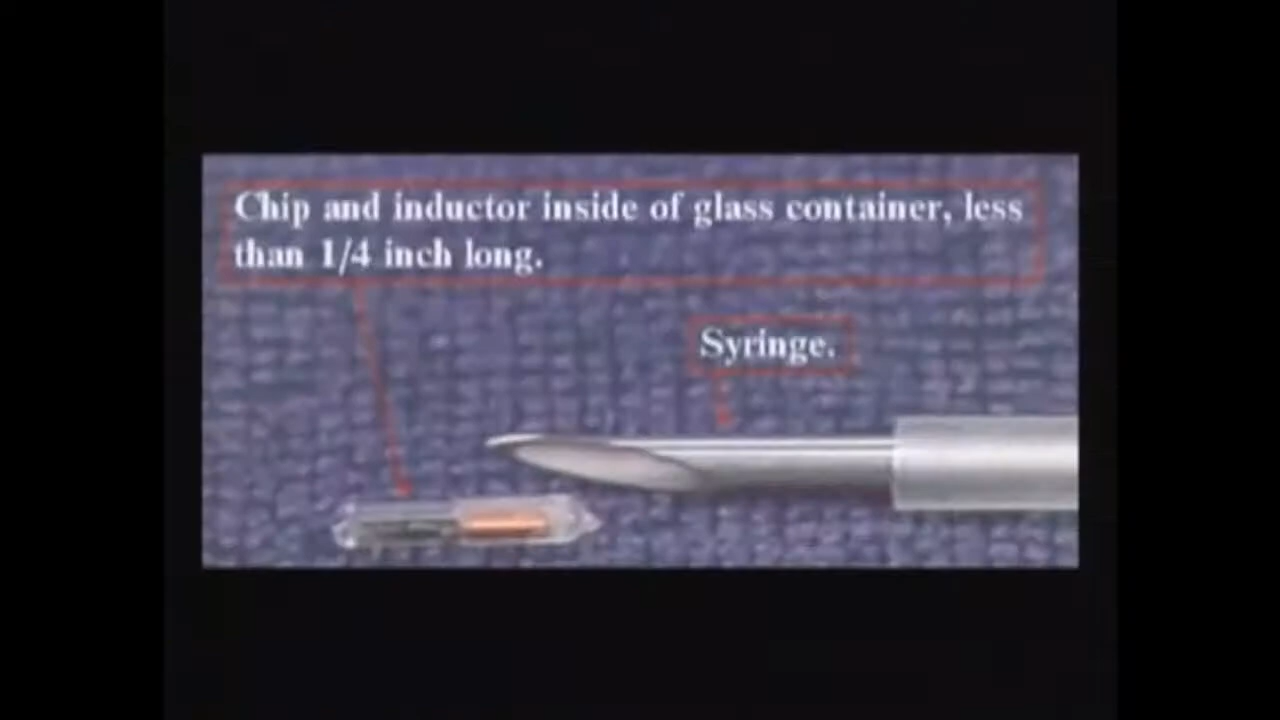 Chip and inductor inside of glass container, less
than 1/4 inch long.
Syringe.